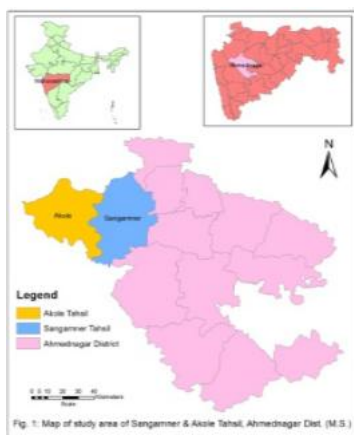 N
Akole
Sangamner
Legend
Akole Tahsil
Sangamner Tahsil
Ahmednagar District
Kilometers
Scale
Fig. 1: Map of study area of Sangamner & Akole Tahsil, Ahmednagar Dist. (M.S.)